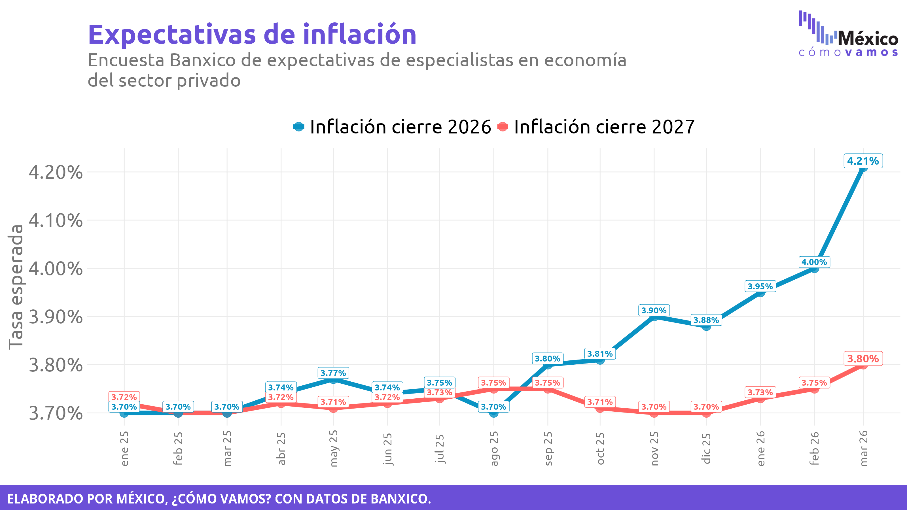 Expectativas de inflación
Encuesta Banxico de expectativas de especialistas en economía
del sector privado
México
cómovamos
Inflación cierre 2026 Inflación cierre 2027
Tasa esperada
4.20%
4.10%
4.00%
3.90%
3.80%
3.70%
3.72%
3.70%
3.70%
3.70%
3.74%
3.72%
3.77%
3.71%
3.74%
3.72%
3.75%
3.73%
3.75%
3.70%
3.80%
3.75%
3.81%
3.71%
3.90%
3.70%
3.88%
3.70%
3.95%
3.73%
4.00%
3.75%
4.21%
3.80%
ene 25
feb 25
mar 25
abr 25
may 25
jun 25
jul 25
ago 25
sep 25
oct 25
nov 25
dic 25
ene 26
feb 26
mar 26
ELABORADO POR MÉXICO, ¿CÓMO VAMOS? CON DATOS DE BANXICO.